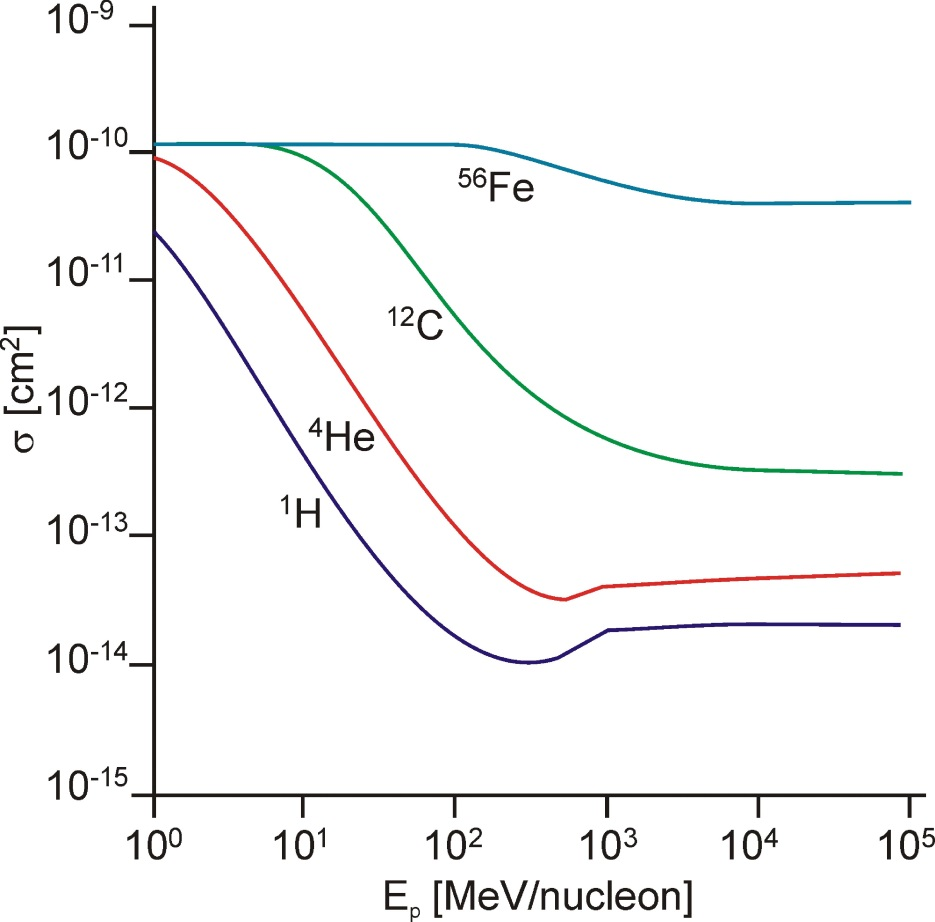 10⁻⁹
10⁻¹⁰
⁵⁶Fe
10⁻¹¹
¹²C
σ [cm²]
10⁻¹²
⁴He
¹H
10⁻¹³
10⁻¹⁴
10⁻¹⁵
10⁰ 10¹ 10² 10³ 10⁴ 10⁵
Eₚ [MeV/nucleon]